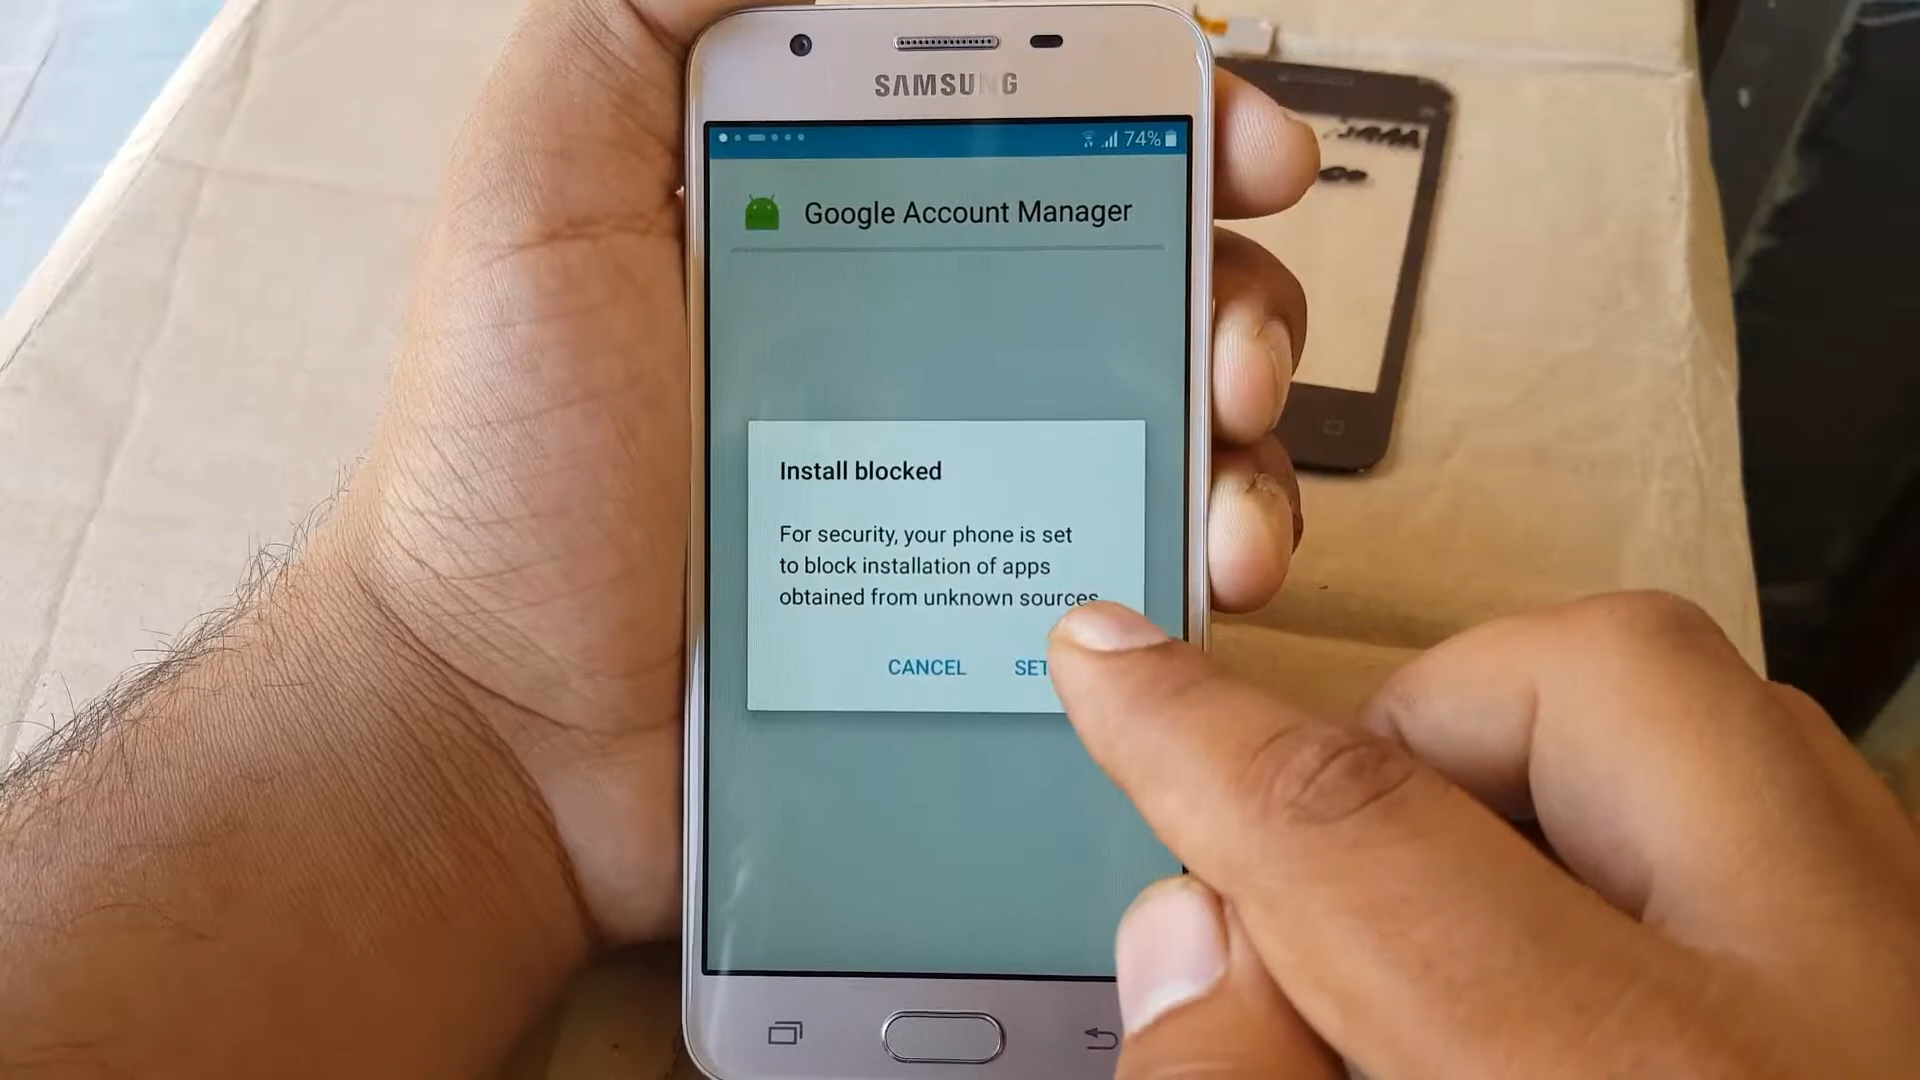 SAMSUNG
74%
Google Account Manager
Install blocked
For security, your phone is set
to block installation of apps
obtained from unknown sources
CANCEL